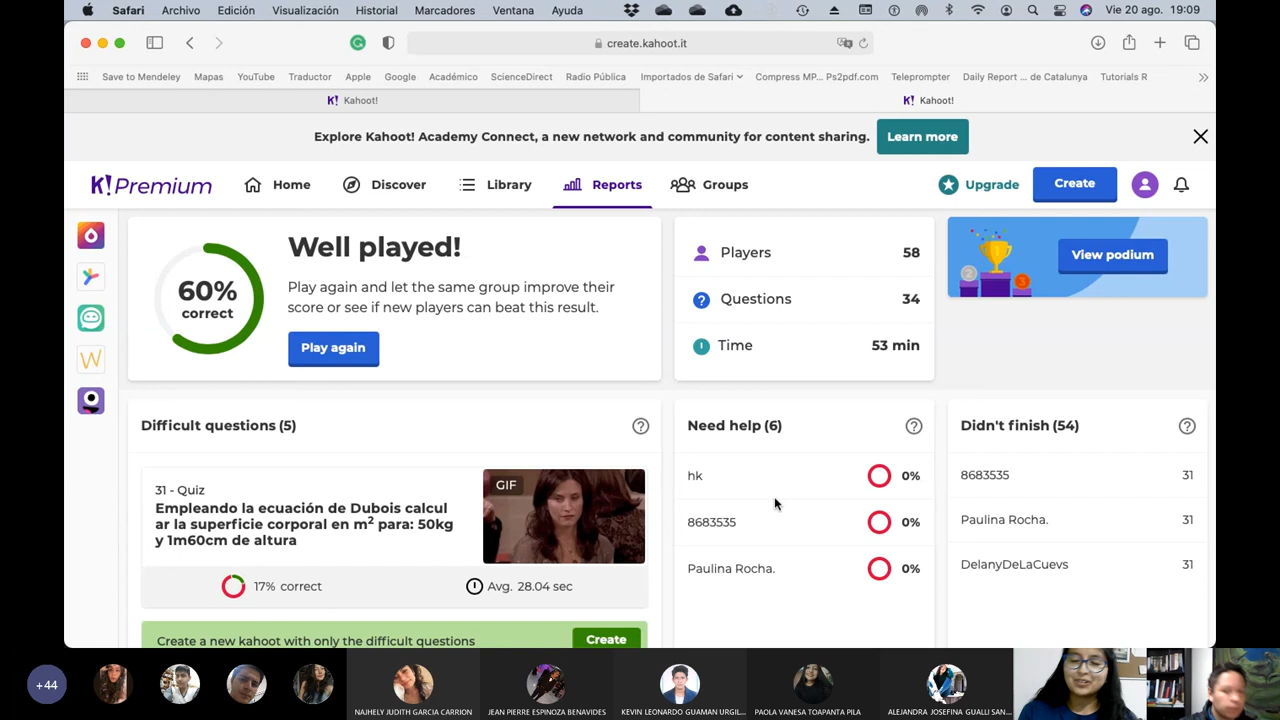 Safari Archivo Edición Visualización Historial Marcadores Ventana Ayuda Vie 20 ago. 19:09
create.kahoot.it
Save to Mendeley Mapas YouTube Traductor Apple Google Académico ScienceDirect Radio Pública Importados de Safari Compress MP... Ps2pdf.com Teleprompter Daily Report ... de Catalunya Tutorials R
K! Kahoot! K! Kahoot!
Explore Kahoot! Academy Connect, a new network and community for content sharing. Learn more
K! Premium Home Discover Library Reports Groups Upgrade Create
60%
correct
Well played!
Play again and let the same group improve their
score or see if new players can beat this result.
Play again
Players 58
Questions 34
Time 53 min
2 3
View podium
Difficult questions (5)
31 - Quiz
Empleando la ecuación de Dubois calcul
ar la superficie corporal en m² para: 50kg
y 1m60cm de altura
GIF
17% correct Avg. 28.04 sec
Create a new kahoot with only the difficult questions Create
Need help (6)
hk 0%
8683535 0%
Paulina Rocha. 0%
Didn't finish (54)
8683535 31
Paulina Rocha. 31
DelanyDeLaCuevs 31
+44
NAJHELY JUDITH GARCIA CARRION JEAN PIERRE ESPINOZA BENAVIDES KEVIN LEONARDO GUAMAN URGIL... PAOLA VANESA TOAPANTA PILA ALEJANDRA JOSEFINA GUALLI SAN...